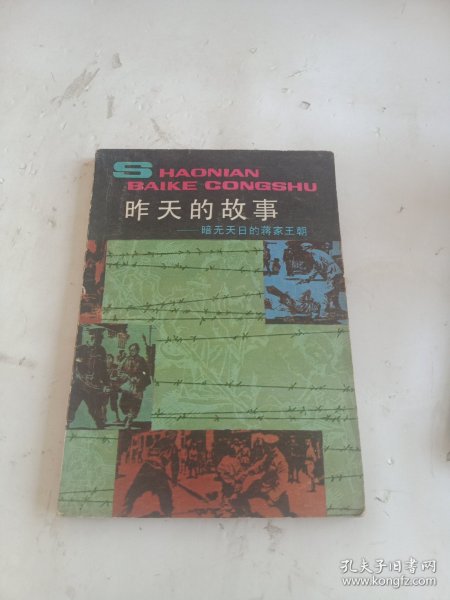 SHAONIAN
BAIKE CONGSHU
昨天的故事
——暗无天日的蒋家王朝
孔夫子旧书网
www.kongfz.com